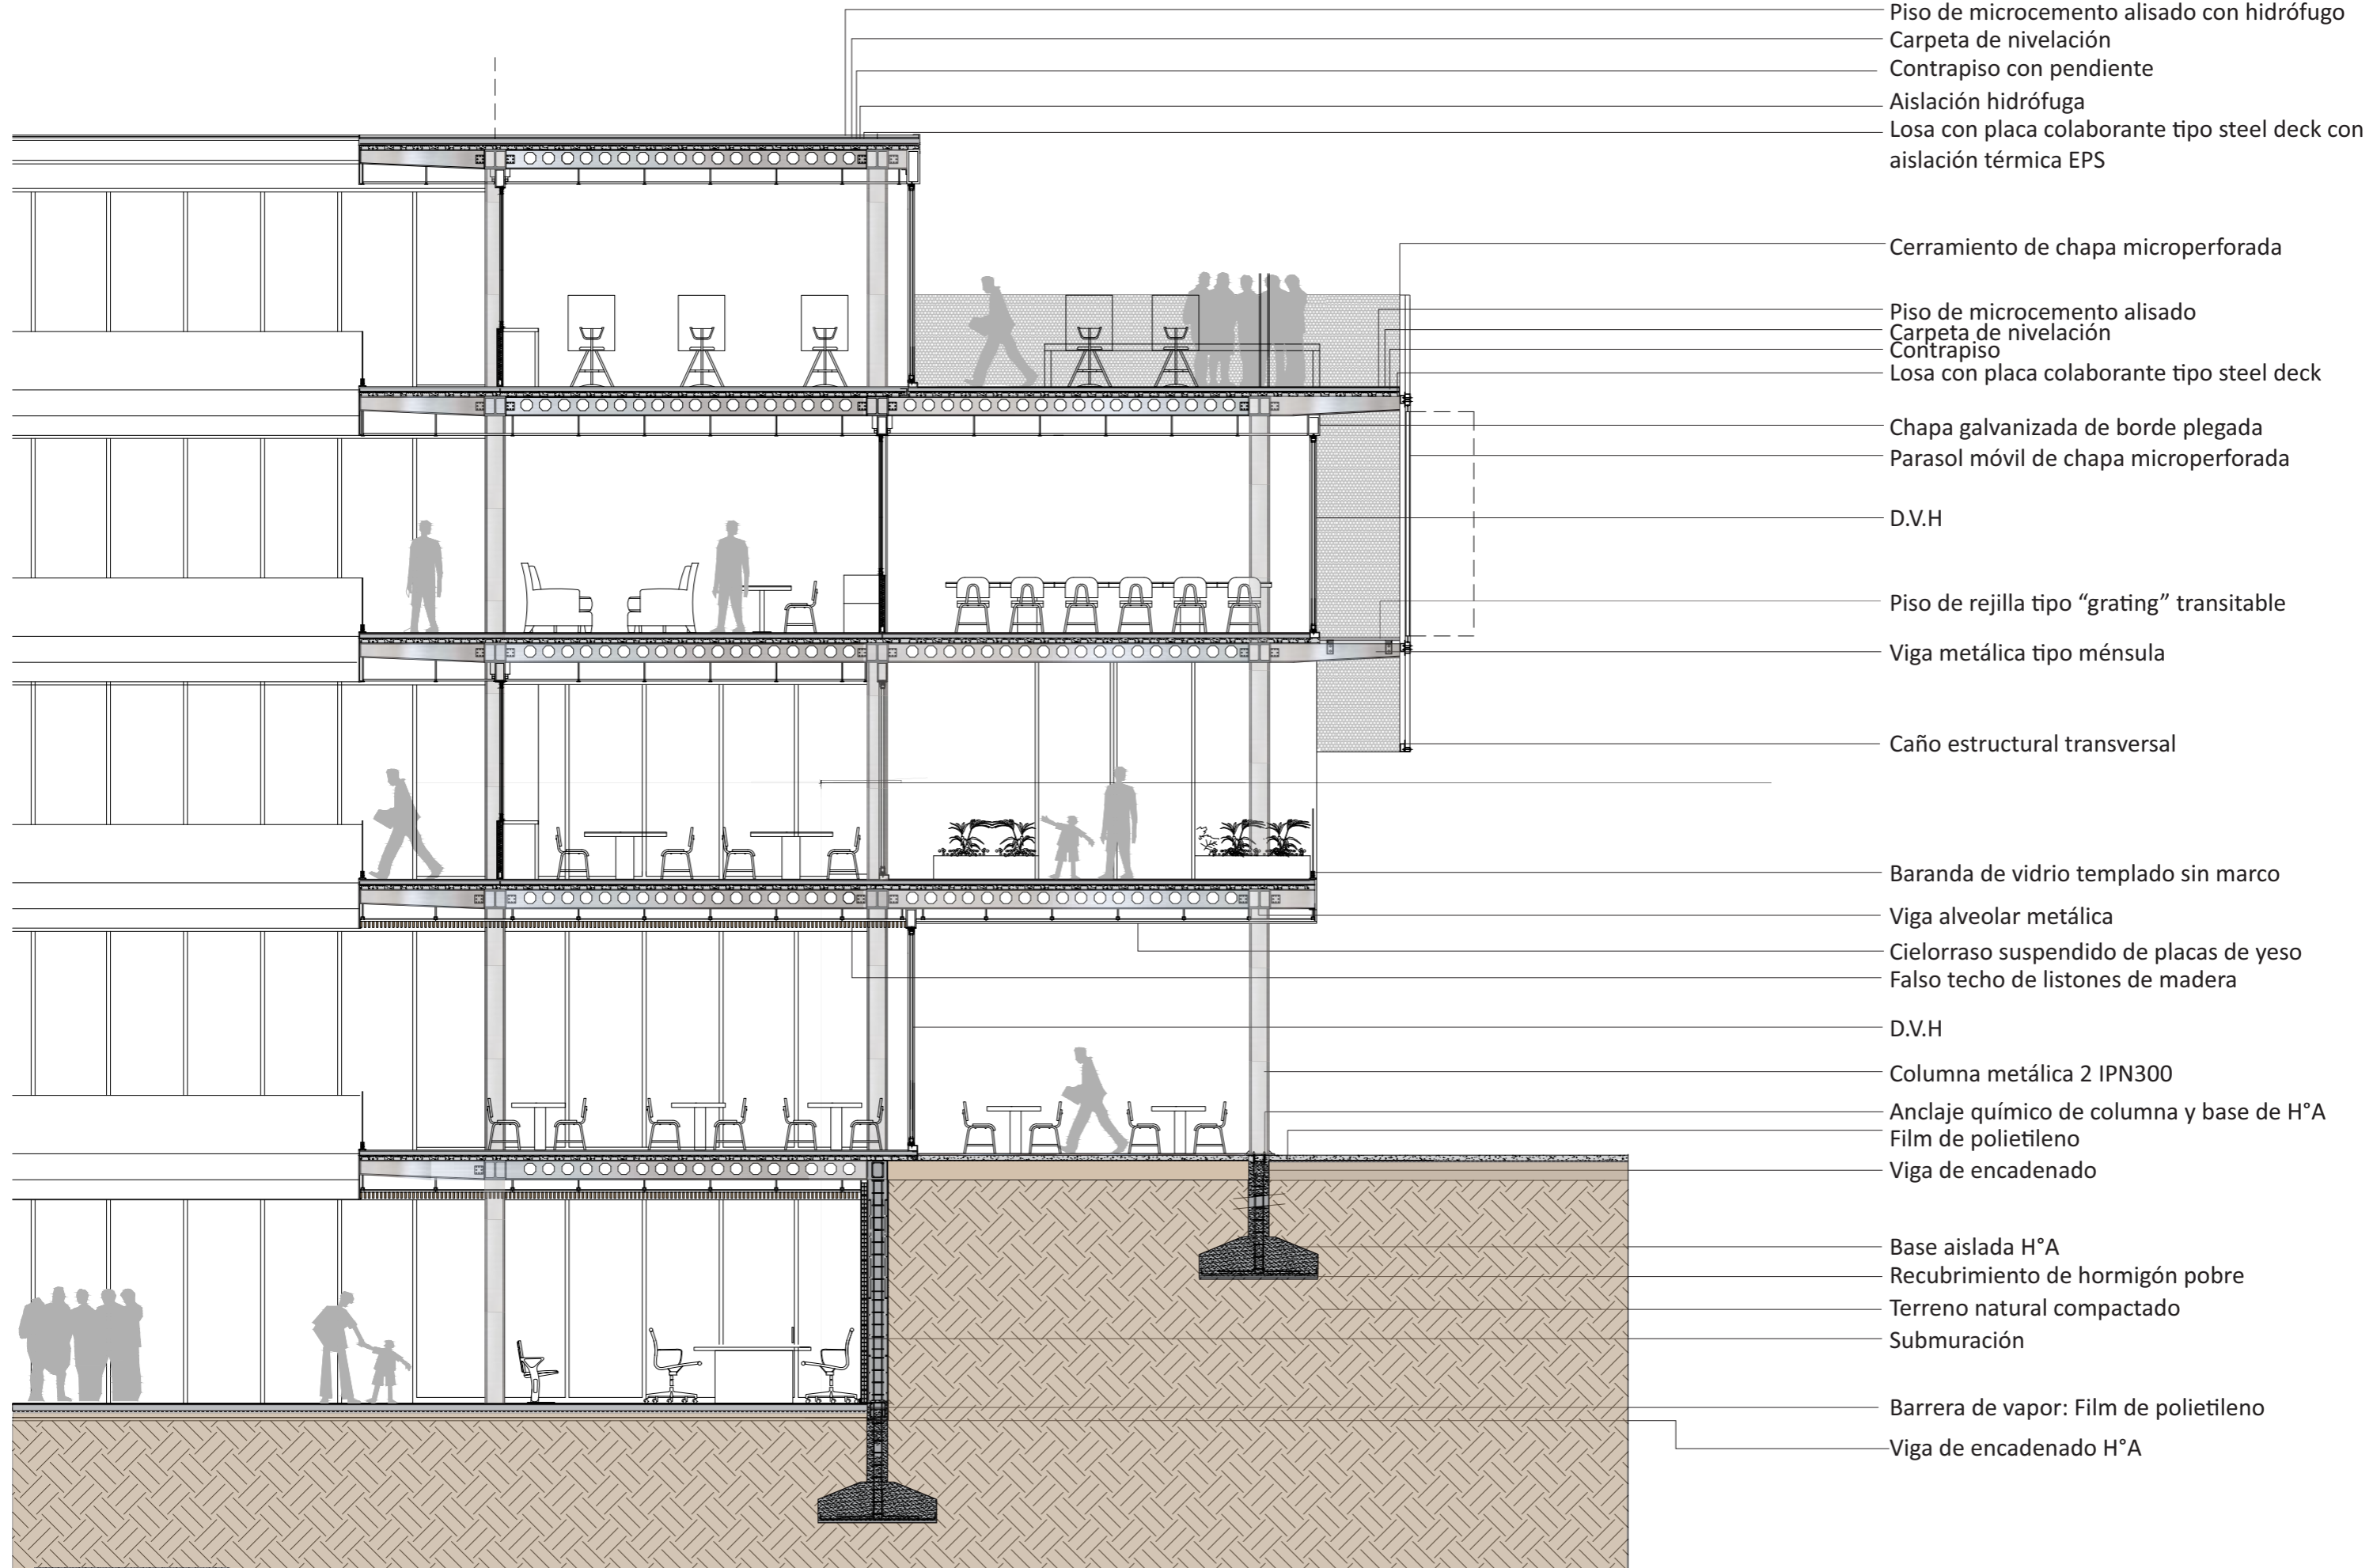 Piso de microcemento alisado con hidrófugo
Carpeta de nivelación
Contrapiso con pendiente
Aislación hidrófuga
Losa con placa colaborante tipo steel deck con
aislación térmica EPS
Cerramiento de chapa microperforada
Piso de microcemento alisado
Carpeta de nivelación
Contrapiso
Losa con placa colaborante tipo steel deck
Chapa galvanizada de borde plegada
Parasol móvil de chapa microperforada
D.V.H
Piso de rejilla tipo “grating” transitable
Viga metálica tipo ménsula
Caño estructural transversal
Baranda de vidrio templado sin marco
Viga alveolar metálica
Cielorraso suspendido de placas de yeso
Falso techo de listones de madera
D.V.H
Columna metálica 2 IPN300
Anclaje químico de columna y base de H°A
Film de polietileno
Viga de encadenado
Base aislada H°A
Recubrimiento de hormigón pobre
Terreno natural compactado
Submuración
Barrera de vapor: Film de polietileno
Viga de encadenado H°A